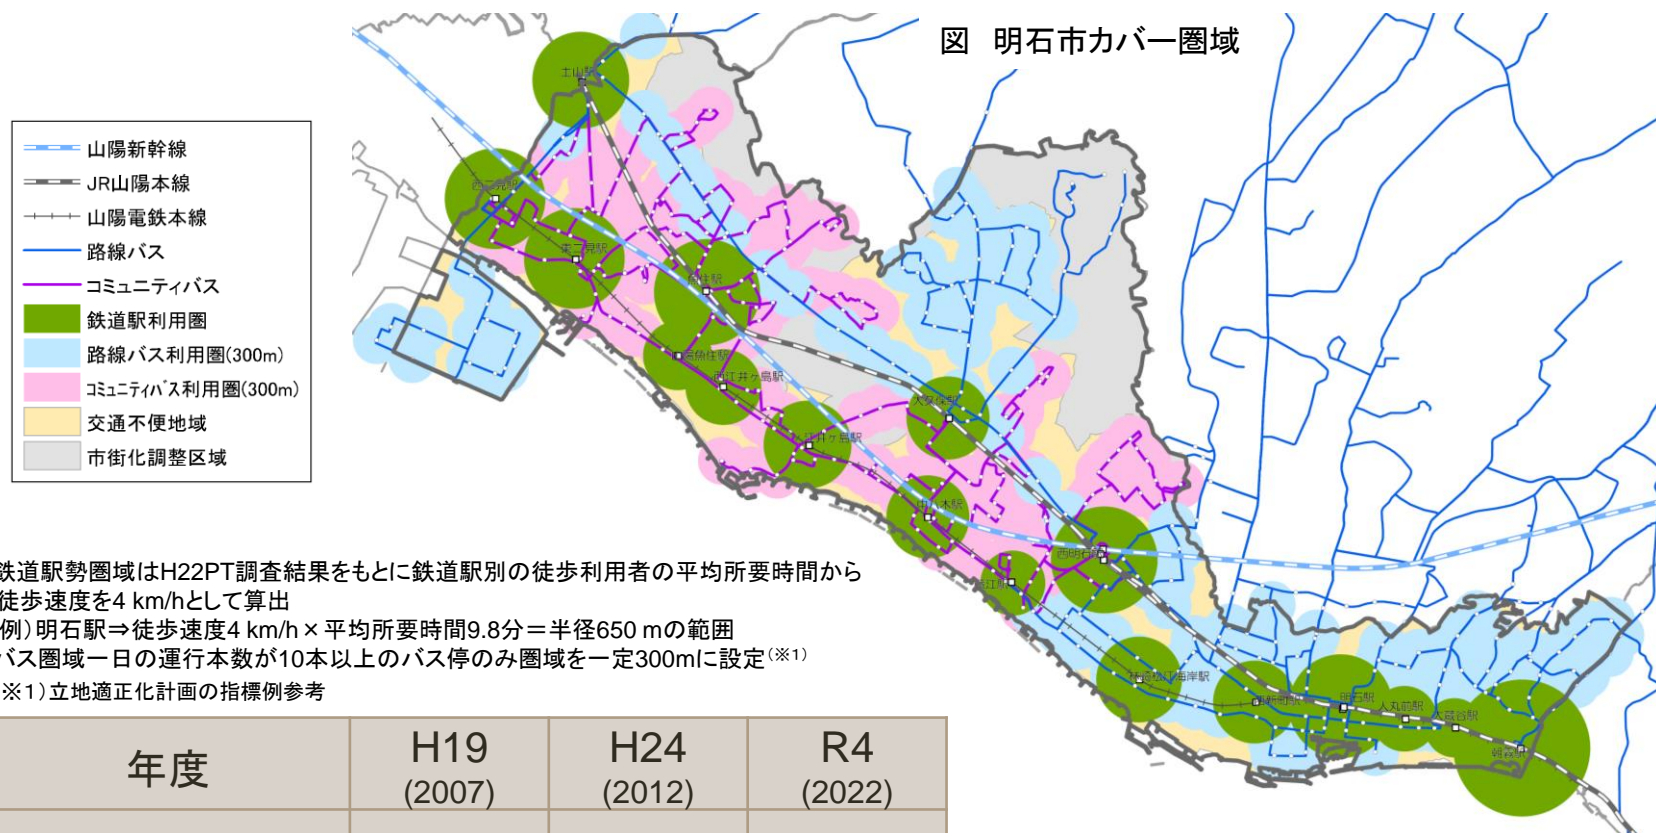 図 明石市カバー圏域
山陽新幹線
JR山陽本線
山陽電鉄本線
路線バス
コミュニティバス
鉄道駅利用圏
路線バス利用圏(300m)
コミュニティバス利用圏(300m)
交通不便地域
市街化調整区域
土山駅
西二見駅
東二見駅
魚住駅
魚住駅
西江井ヶ島駅
江井ヶ島駅
大久保駅
中八木駅
西明石駅
江駅
林崎松江海岸駅
西新町駅
明石駅
人丸前駅
大蔵谷駅
朝霧駅
鉄道駅勢圏域はH22PT調査結果をもとに鉄道駅別の徒歩利用者の平均所要時間から
徒歩速度を4 km/hとして算出
例）明石駅⇒徒歩速度4 km/h × 平均所要時間9.8分＝半径650 mの範囲
バス圏域一日の運行本数が10本以上のバス停のみ圏域を一定300mに設定(※1)
※1）立地適正化計画の指標例参考
年度 H19 H24 R4
(2007) (2012) (2022)